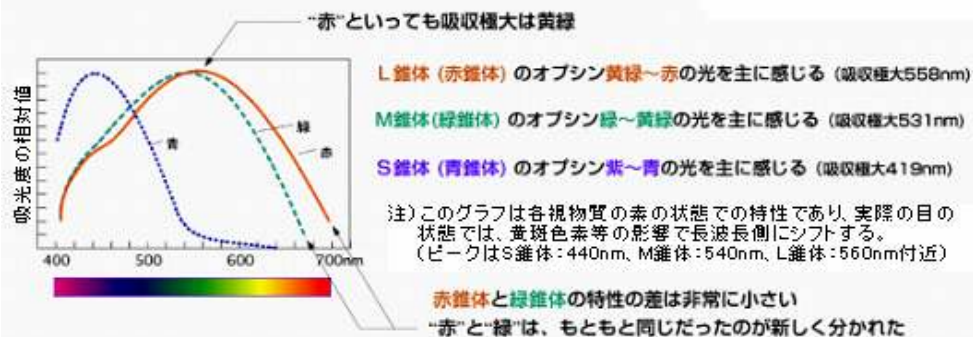 “赤”といっても吸収極大は黄緑
L錐体(赤錐体)のオプシン黄緑～赤の光を主に感じる(吸収極大558nm)
M錐体(緑錐体)のオプシン緑～黄緑の光を主に感じる(吸収極大531nm)
S錐体(青錐体)のオプシン紫～青の光を主に感じる(吸収極大419nm)
吸光度の相対値
青
緑
赤
400 500 600 700nm
注)このグラフは各視物質の素の状態での特性であり、実際の目の
状態では、黄斑色素等の影響で長波長側にシフトする。
(ピークはS錐体:440nm、M錐体:540nm、L錐体:560nm付近)
赤錐体と緑錐体の特性の差は非常に小さい
“赤”と“緑”は、もともと同じだったのが新しく分かれた